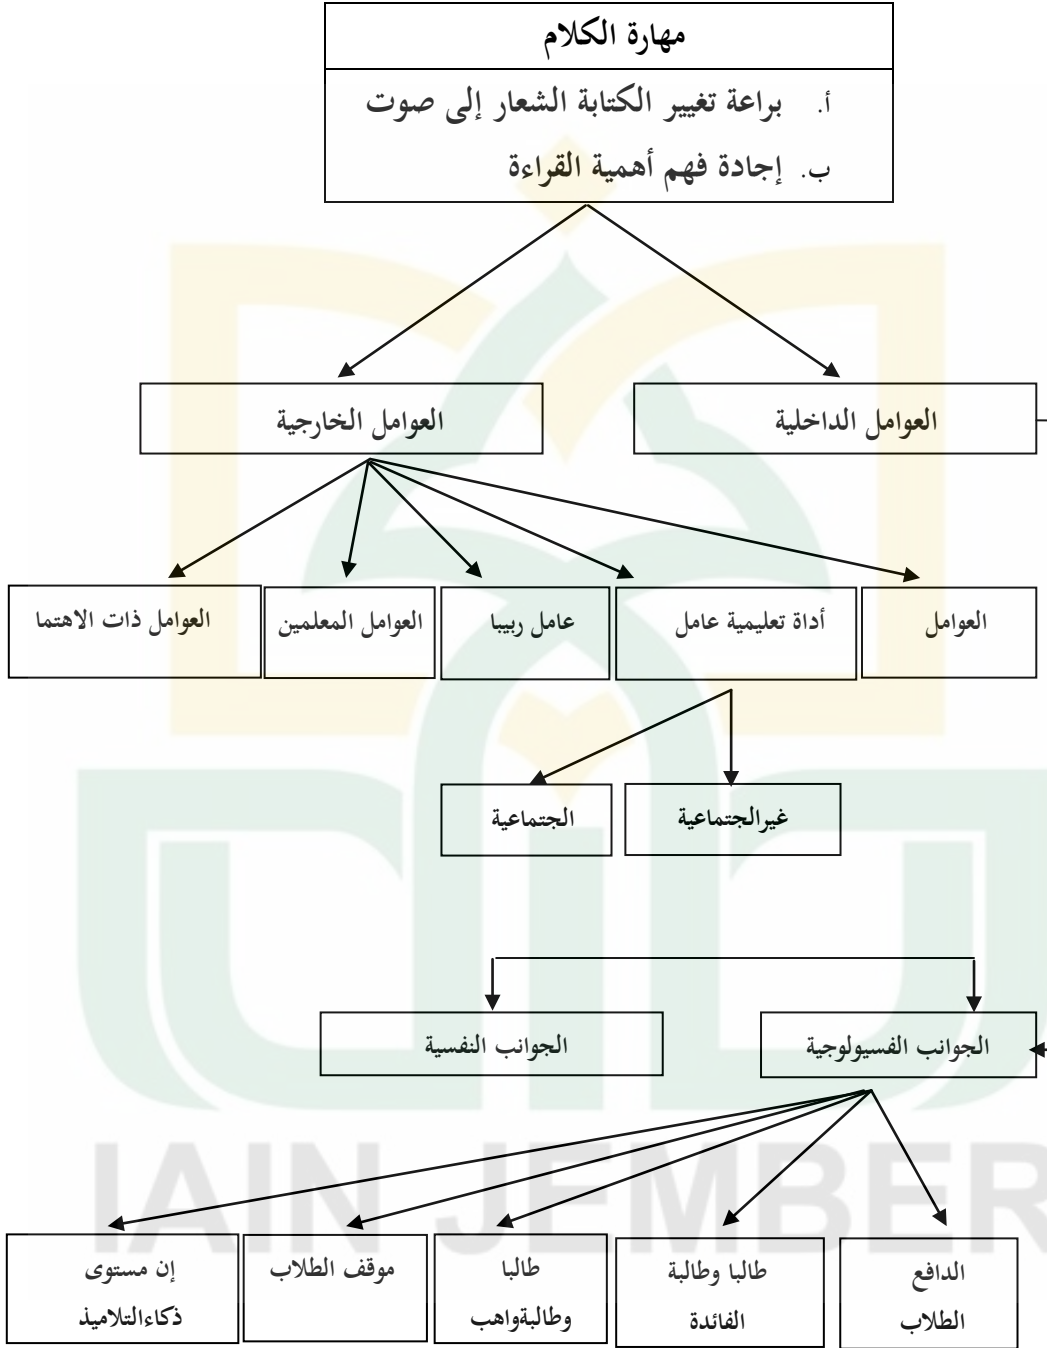 مهارة الكلام
أ. براعة تغيير الكتابة الشعار إلى صوت
ب. إجادة فهم أهمية القراءة
العوامل الداخلية
العوامل الخارجية
العوامل
أداة تعليمية عامل
عامل ربيبا
العوامل المعلمين
العوامل ذات الاهتما
غيرالجتماعية
الجتماعية
الجوانب الفسيولوجية
الجوانب النفسية
الدافع
الطلاب
طالبا وطالبة
الفائدة
طالبا
وطالبةواهب
موقف الطلاب
إن مستوى
ذكاءالتلاميذ
IAIN JEMBER